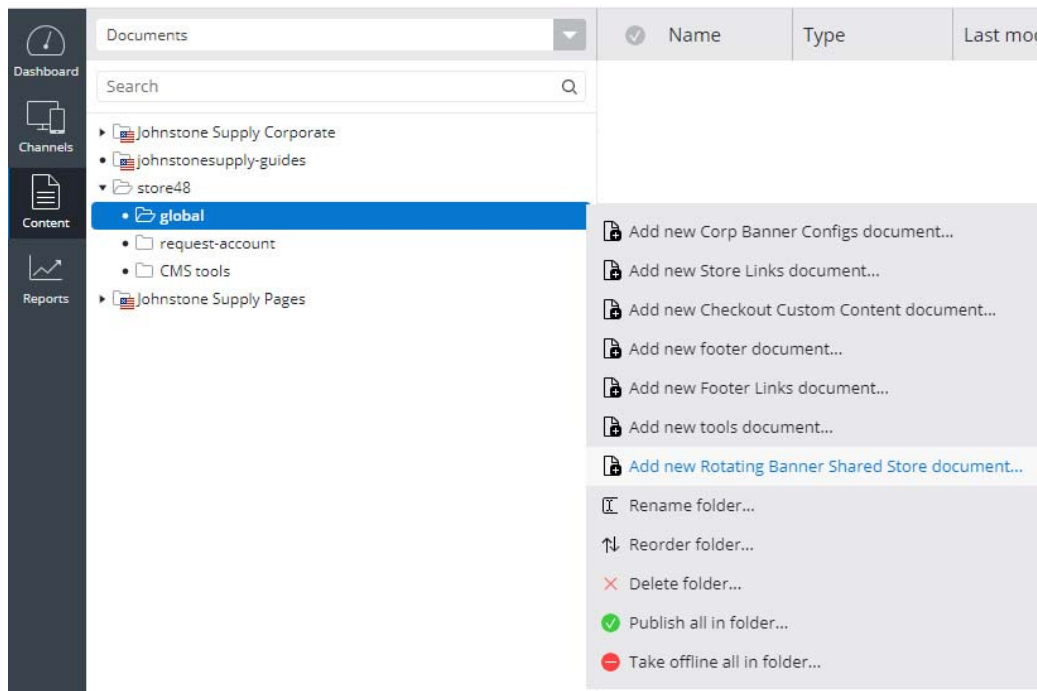 Documents
Name
Type
Last mod
Dashboard
Search
Channels
Johnstone Supply Corporate
johnstonesupply-guides
store48
Content
global
request-account
CMS tools
Reports
Johnstone Supply Pages
Add new Corp Banner Configs document...
Add new Store Links document...
Add new Checkout Custom Content document...
Add new footer document...
Add new Footer Links document...
Add new tools document...
Add new Rotating Banner Shared Store document...
Rename folder...
Reorder folder...
Delete folder...
Publish all in folder...
Take offline all in folder...